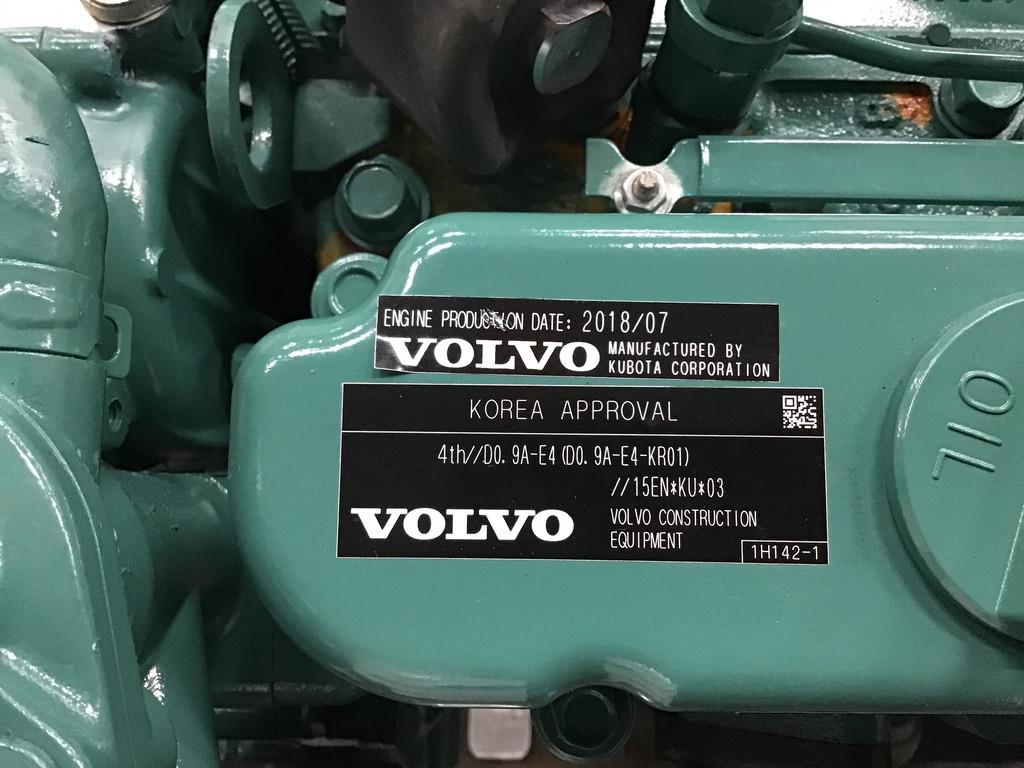 ENGINE PRODUCTION DATE: 2018/07
VOLVO MANUFACTURED BY
KUBOTA CORPORATION
KOREA APPROVAL
4th//D0.9A-E4(D0.9A-E4-KR01)
//15EN*KU*03
VOLVO VOLVO CONSTRUCTION
EQUIPMENT
1H142-1
OIL